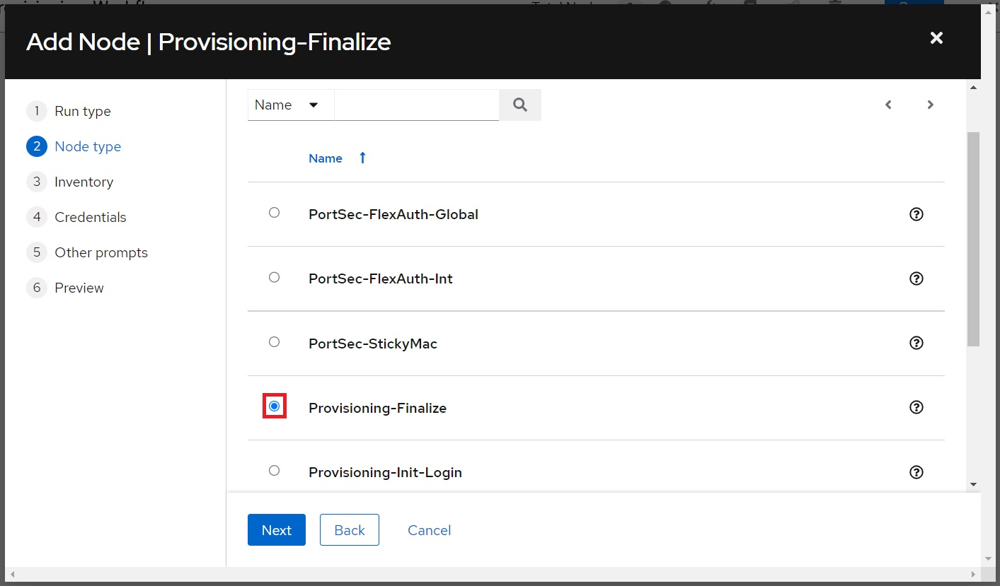 Add Node | Provisioning-Finalize
1 Run type
2 Node type
3 Inventory
4 Credentials
5 Other prompts
6 Preview
Name
Name
PortSec-FlexAuth-Global
PortSec-FlexAuth-Int
PortSec-StickyMac
Provisioning-Finalize
Provisioning-Init-Login
Next Back Cancel